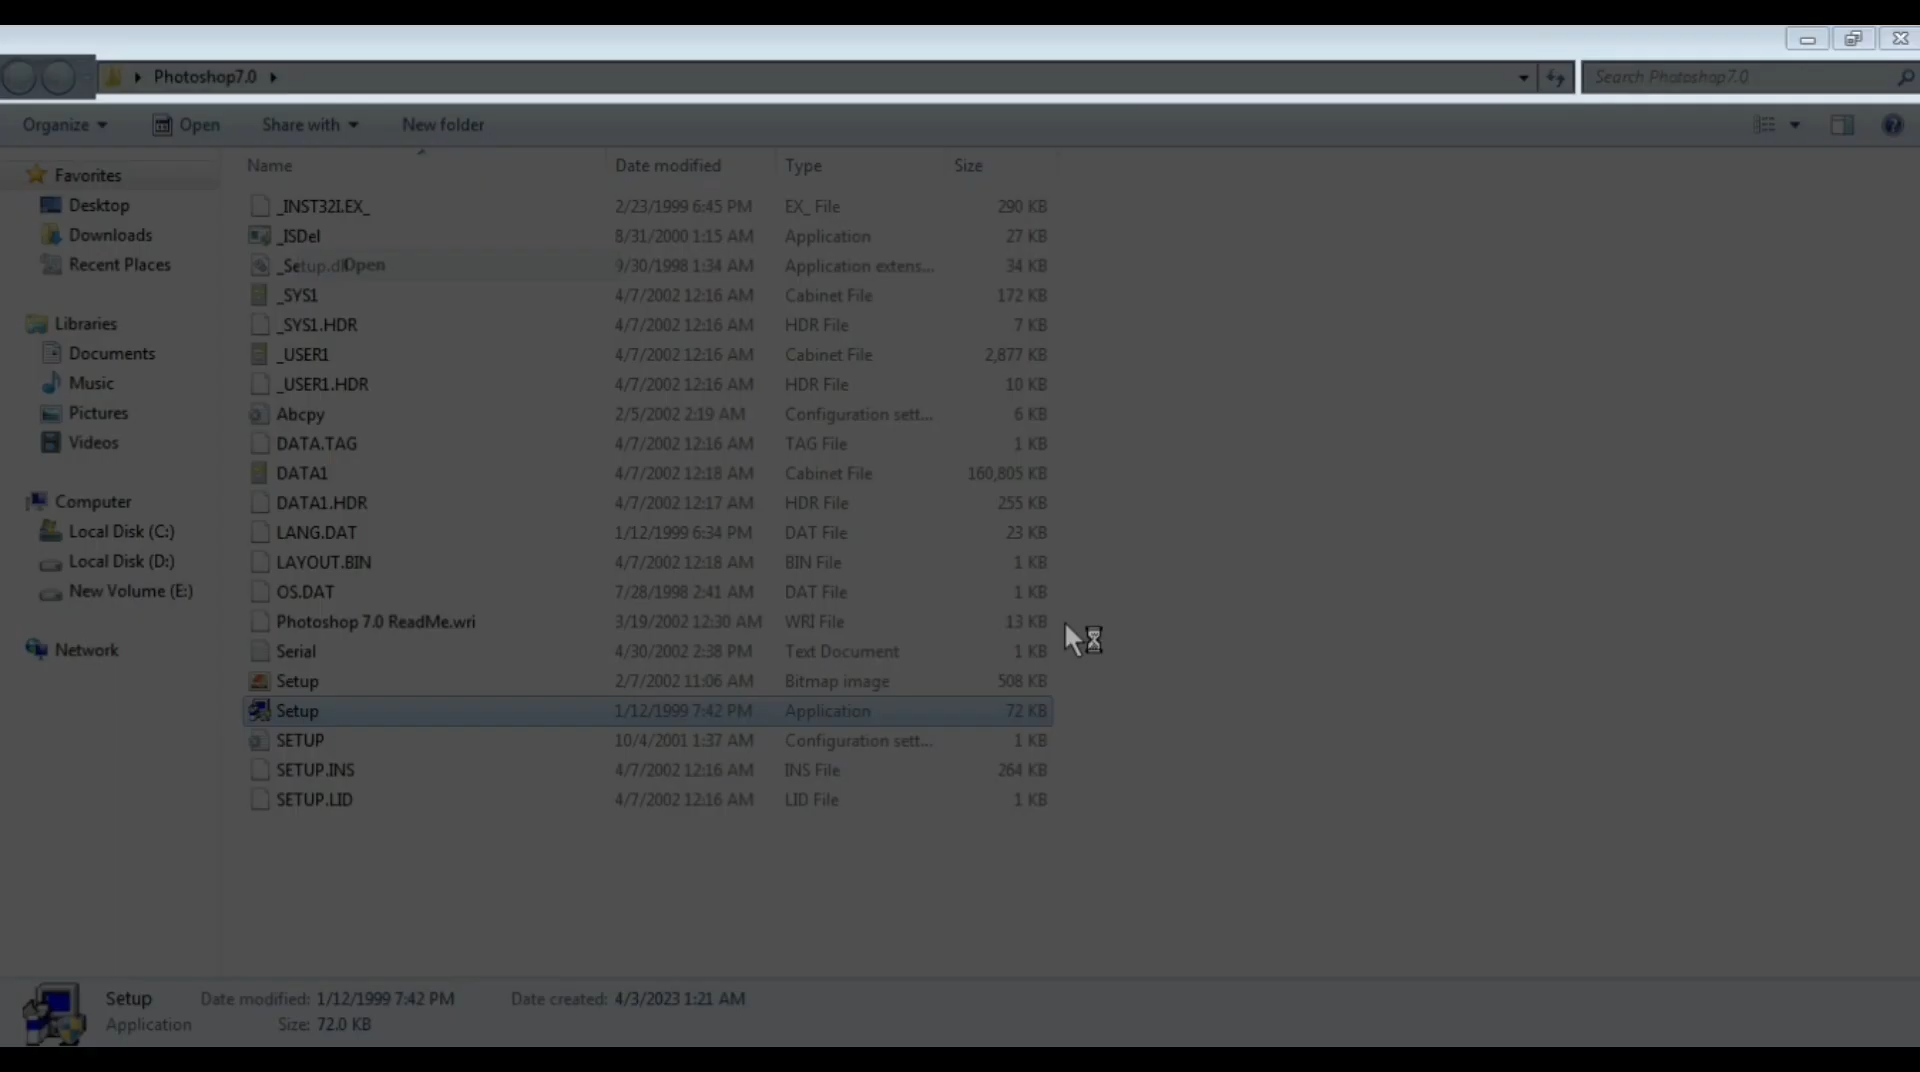 Photoshop7.0
Search Photoshop7.0
Organize Open Share with New folder
Name Date modified Type Size
Favorites
Desktop
Downloads
Recent Places
Libraries
Documents
Music
Pictures
Videos
Computer
Local Disk (C:)
Local Disk (D:)
New Volume (E:)
Network
_INST32I.EX_ 2/23/1999 6:45 PM EX_ File 290 KB
_ISDel 8/31/2000 1:15 AM Application 27 KB
_Setup.dl Open 9/30/1998 1:34 AM Application extens... 34 KB
_SYS1 4/7/2002 12:16 AM Cabinet File 172 KB
_SYS1.HDR 4/7/2002 12:16 AM HDR File 7 KB
_USER1 4/7/2002 12:16 AM Cabinet File 2,877 KB
_USER1.HDR 4/7/2002 12:16 AM HDR File 10 KB
Abcpy 2/5/2002 2:19 AM Configuration sett... 6 KB
DATA.TAG 4/7/2002 12:16 AM TAG File 1 KB
DATA1 4/7/2002 12:18 AM Cabinet File 160,805 KB
DATA1.HDR 4/7/2002 12:17 AM HDR File 255 KB
LANG.DAT 1/12/1999 6:34 PM DAT File 23 KB
LAYOUT.BIN 4/7/2002 12:18 AM BIN File 1 KB
OS.DAT 7/28/1998 2:41 AM DAT File 1 KB
Photoshop 7.0 ReadMe.wri 3/19/2002 12:30 AM WRI File 13 KB
Serial 4/30/2002 2:38 PM Text Document 1 KB
Setup 2/7/2002 11:06 AM Bitmap image 508 KB
Setup 1/12/1999 7:42 PM Application 72 KB
SETUP 10/4/2001 1:37 AM Configuration sett... 1 KB
SETUP.INS 4/7/2002 12:16 AM INS File 264 KB
SETUP.LID 4/7/2002 12:16 AM LID File 1 KB
Setup Date modified: 1/12/1999 7:42 PM Date created: 4/3/2023 1:21 AM
Application Size: 72.0 KB